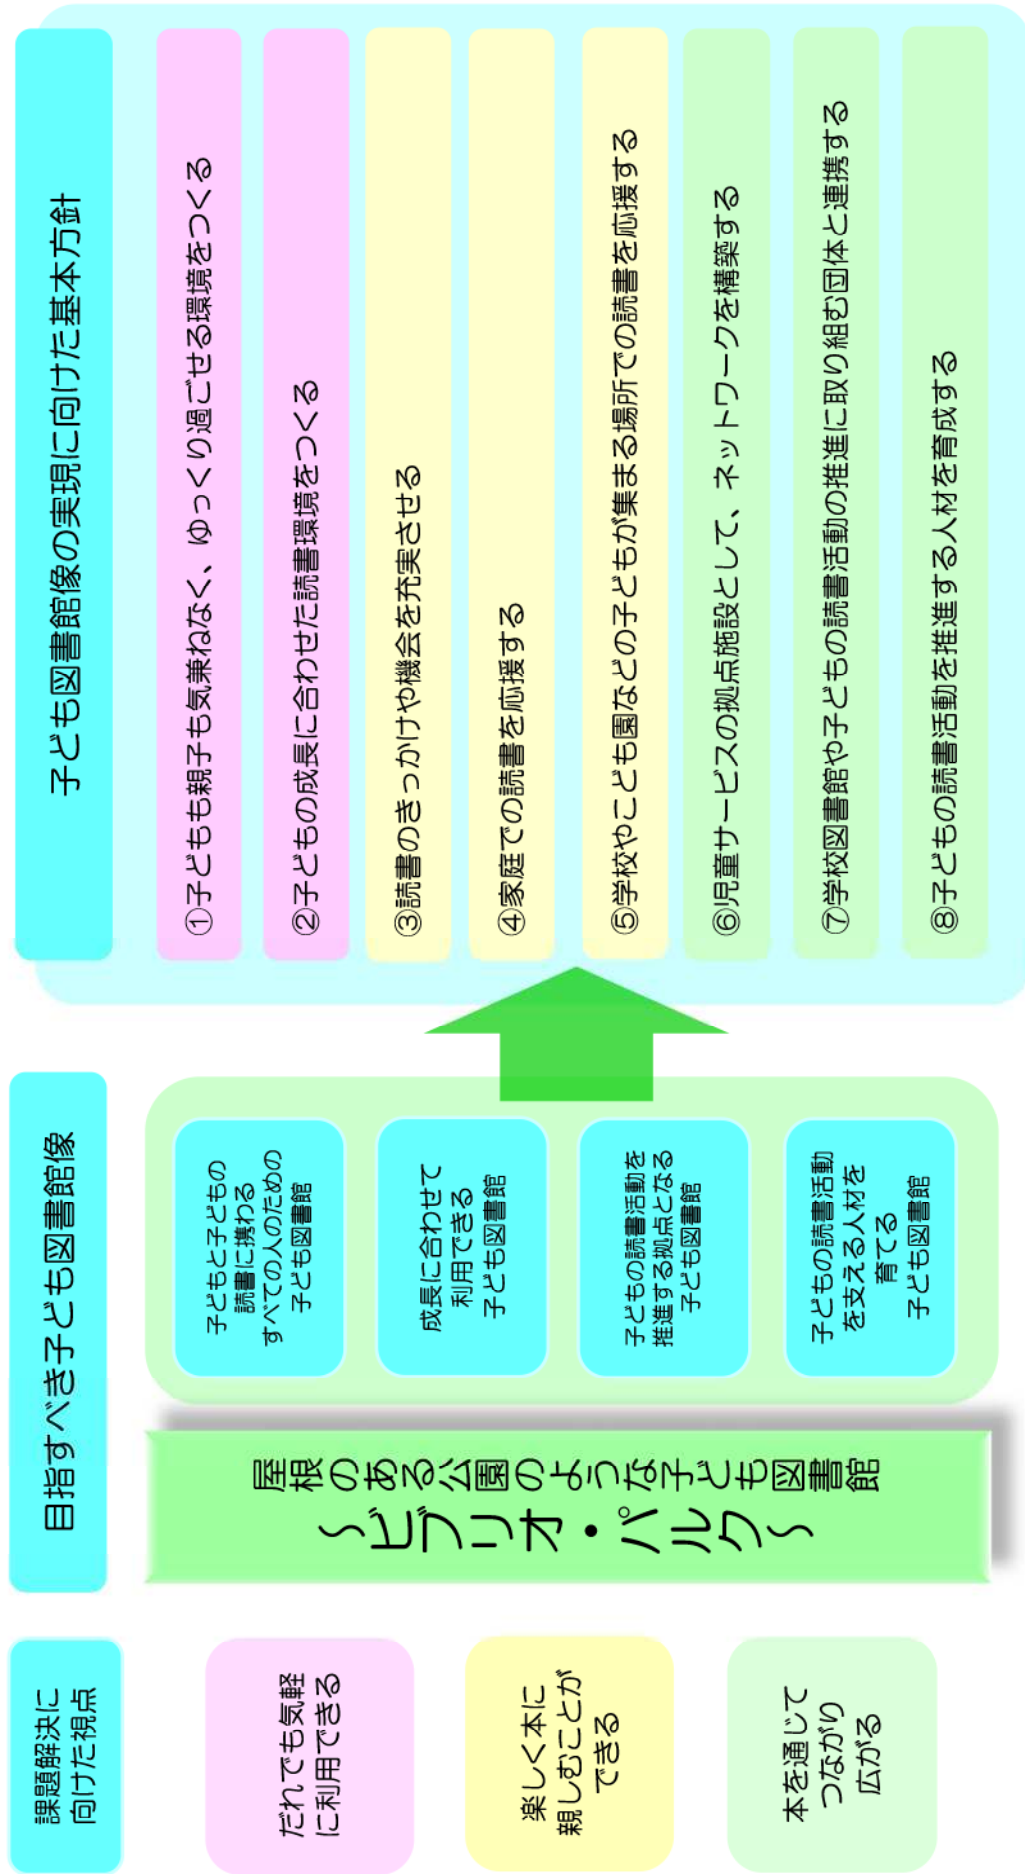 課題解決に
向けた視点
だれでも気軽
に利用できる
楽しく本に
親しむことが
できる
本を通じて
つながり
広がる
目指すべき子ども図書館像
屋根のある公園のような子ども図書館
～ビブリオ・パルク～
子どもと子どもの
読書に携わる
すべての人のための
子ども図書館
成長に合わせて
利用できる
子ども図書館
子どもの読書活動を
推進する拠点となる
子ども図書館
子どもの読書活動
を支える人材を
育てる
子ども図書館
子ども図書館像の実現に向けた基本方針
①子どもも親子も気兼ねなく、ゆっくり過ごせる環境をつくる
②子どもの成長に合わせた読書環境をつくる
③読書のきっかけや機会を充実させる
④家庭での読書を応援する
⑤学校やこども園などの子どもが集まる場所での読書を応援する
⑥児童サービスの拠点施設として、ネットワークを構築する
⑦学校図書館や子どもの読書活動の推進に取り組む団体と連携する
⑧子どもの読書活動を推進する人材を育成する